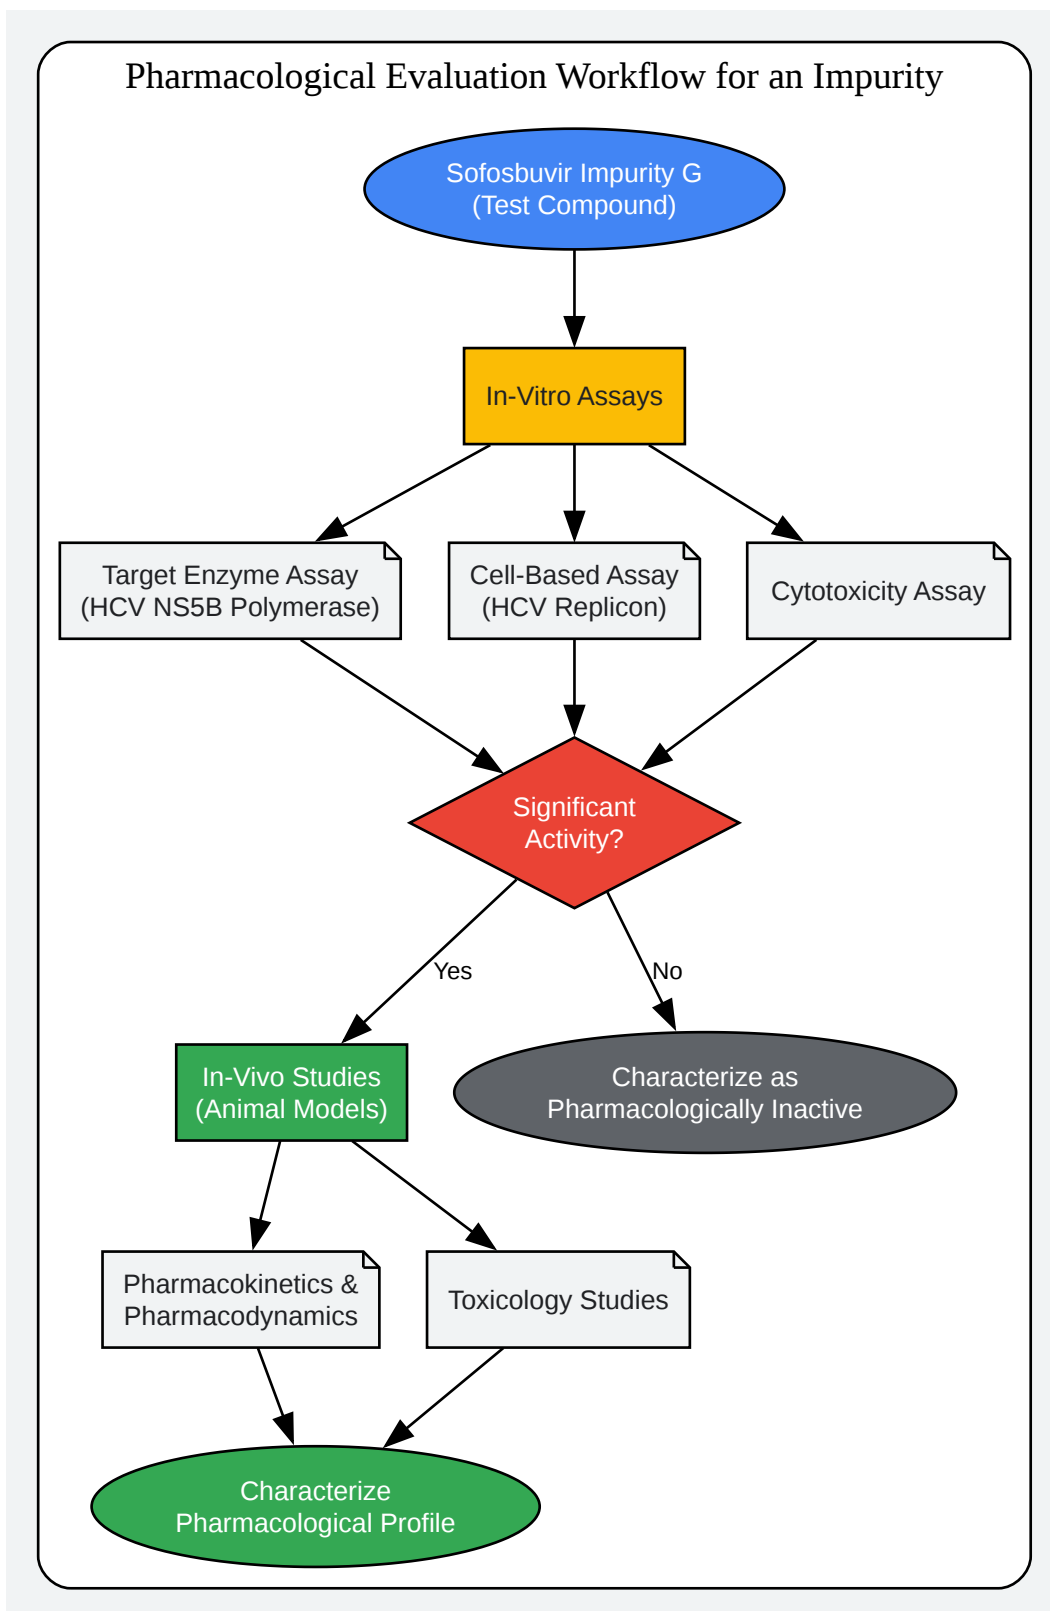 Pharmacological Evaluation Workflow for an Impurity
Sofosbuvir Impurity G
(Test Compound)
In-Vitro Assays
Target Enzyme Assay
(HCV NS5B Polymerase)
Cell-Based Assay
(HCV Replicon)
Cytotoxicity Assay
Significant
Activity?
Yes
No
In-Vivo Studies
(Animal Models)
Characterize as
Pharmacologically Inactive
Pharmacokinetics &
Pharmacodynamics
Toxicology Studies
Characterize
Pharmacological Profile